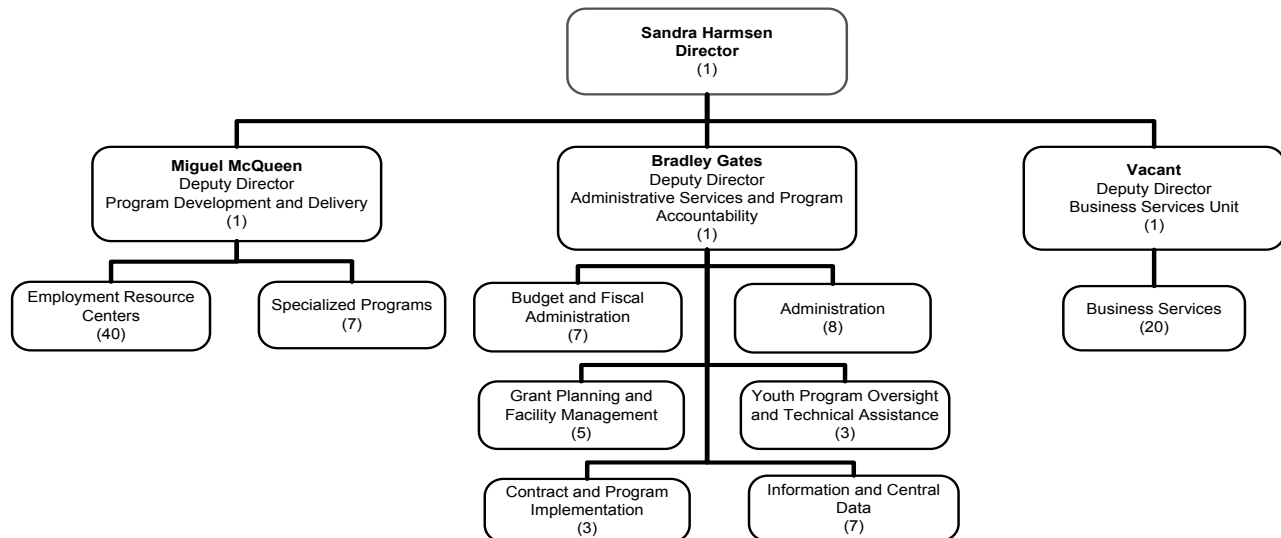 Sandra Harmsen
Director
(1)
Miguel McQueen
Deputy Director
Program Development and Delivery
(1)
Bradley Gates
Deputy Director
Administrative Services and Program
Accountability
(1)
Vacant
Deputy Director
Business Services Unit
(1)
Employment Resource
Centers
(40)
Specialized Programs
(7)
Budget and Fiscal
Administration
(7)
Administration
(8)
Business Services
(20)
Grant Planning and
Facility Management
(5)
Youth Program Oversight
and Technical Assistance
(3)
Contract and Program
Implementation
(3)
Information and Central
Data
(7)